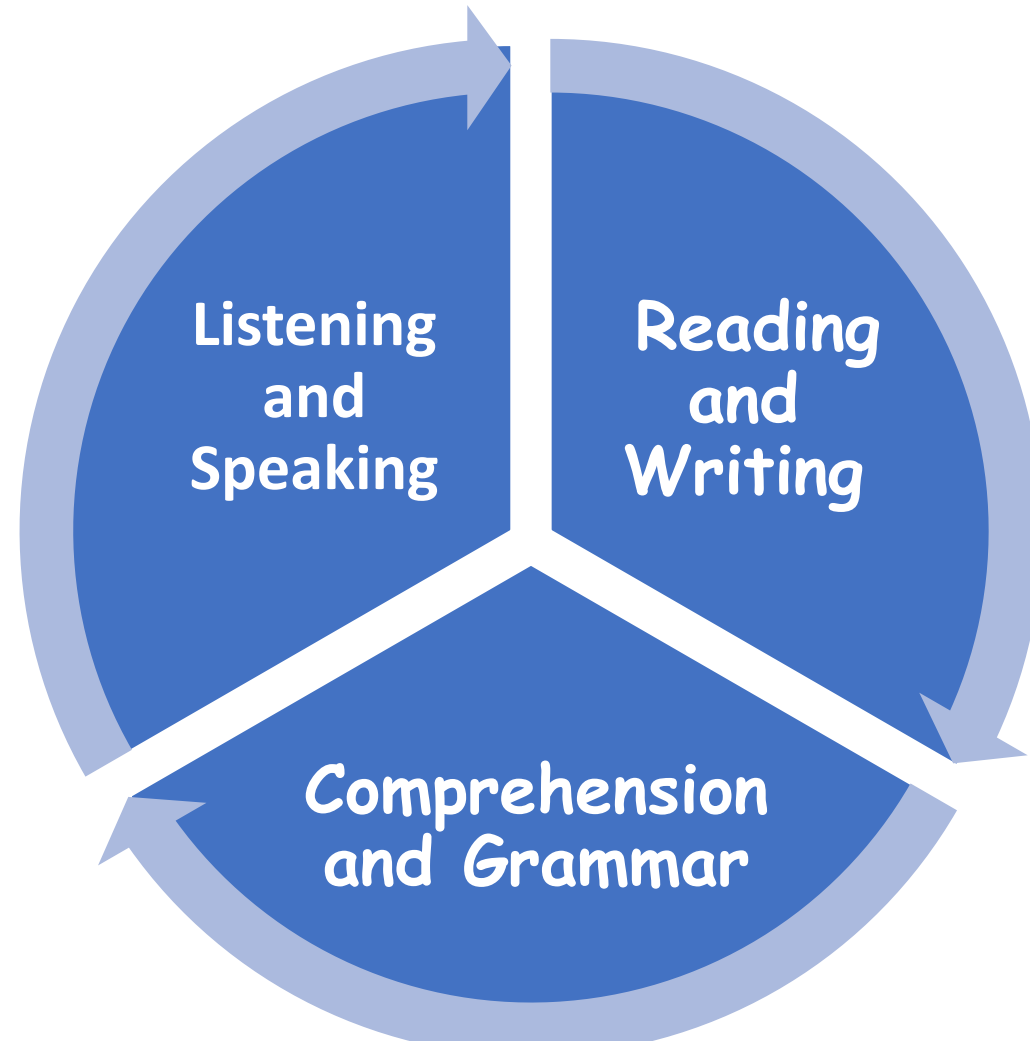 Listening
and
Speaking
Reading
and
Writing
Comprehension
and Grammar